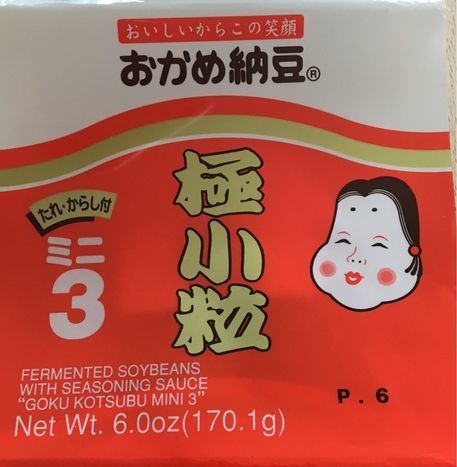 おいしいからこの笑顔
おかめ納豆®
たれ・からし付
ミニ
3
極小粒
FERMENTED SOYBEANS
WITH SEASONING SAUCE
"GOKU KOTSUBU MINI 3"
Net Wt. 6.0oz(170.1g)
P. 6